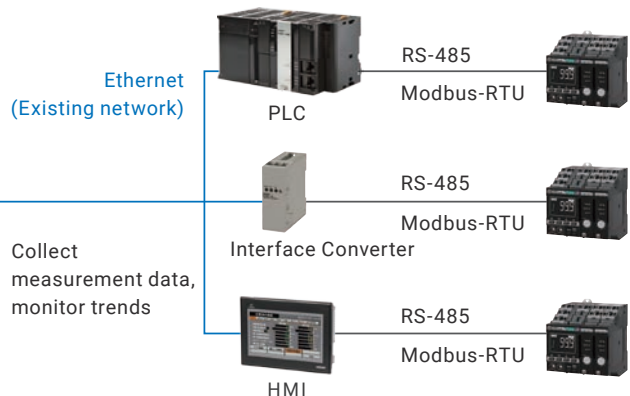 Ethernet
(Existing network)
PLC
RS-485
Modbus-RTU
Interface Converter
RS-485
Modbus-RTU
Collect
measurement data,
monitor trends
HMI
RS-485
Modbus-RTU